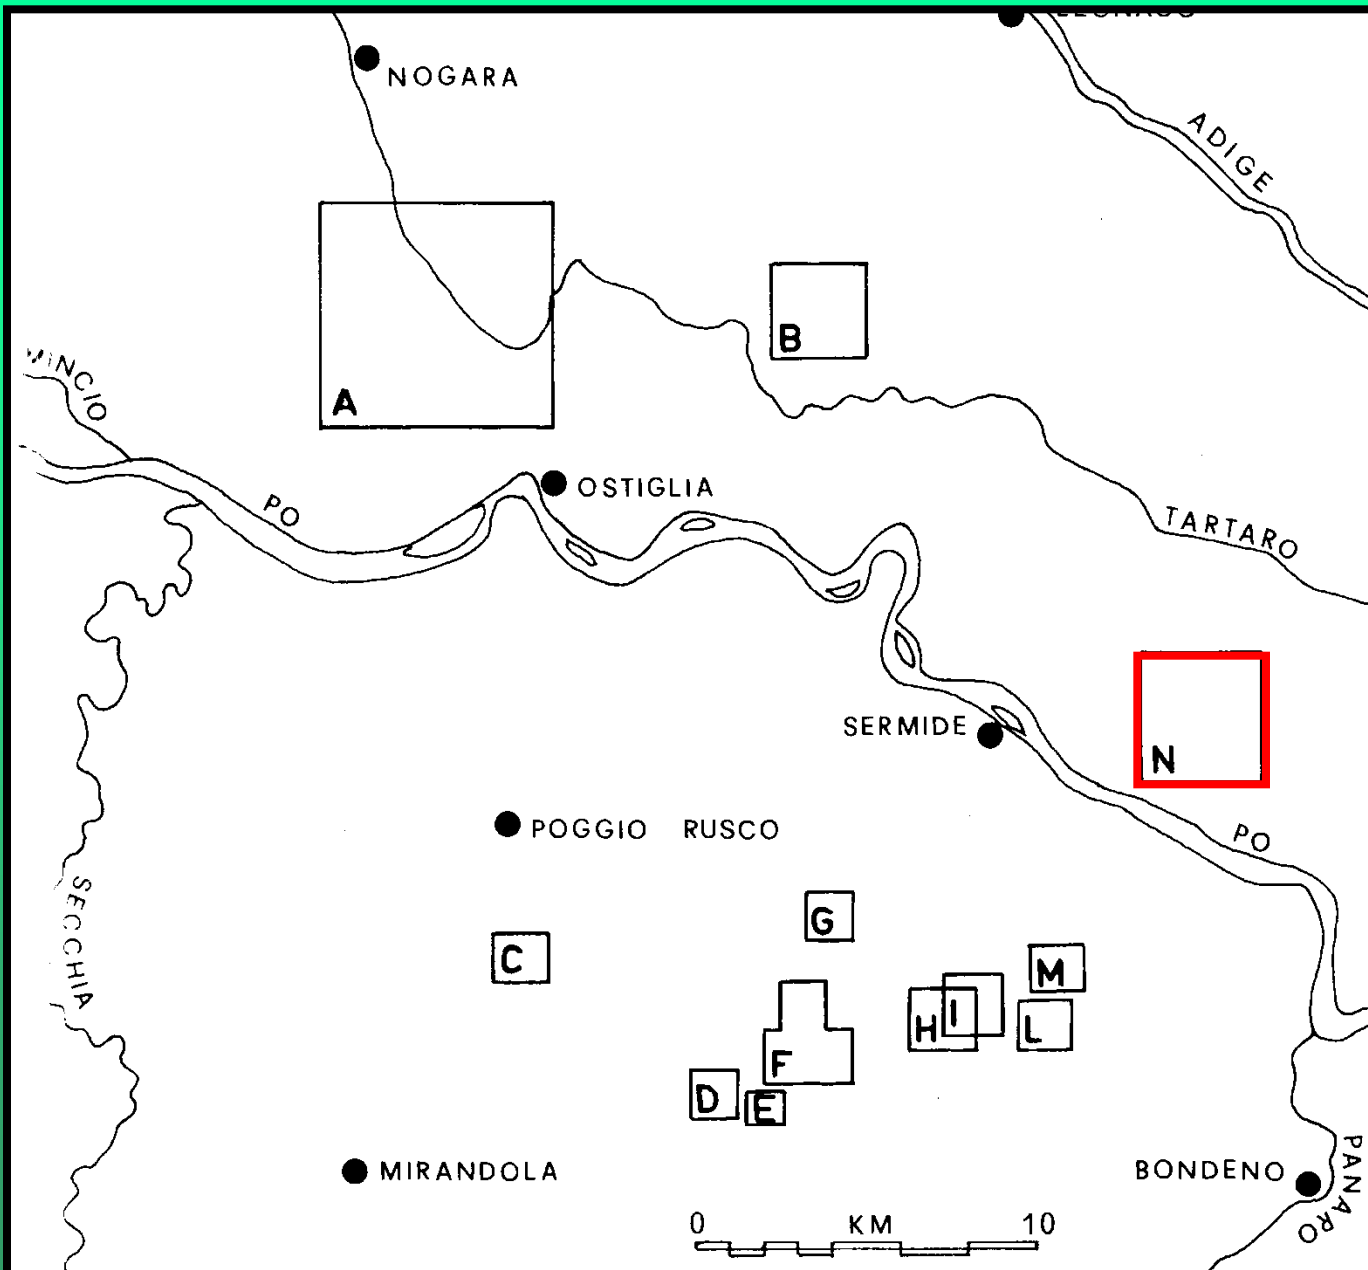 NOGARA
ADIGE
B
MINCIO
A
OSTIGLIA
PO
TARTARO
SERMIDE
N
POGGIO RUSCO
PO
SECCHIA
G
C
M
H
I
L
F
D
E
MIRANDOLA
BONDENO
PANARO
0 KM 10